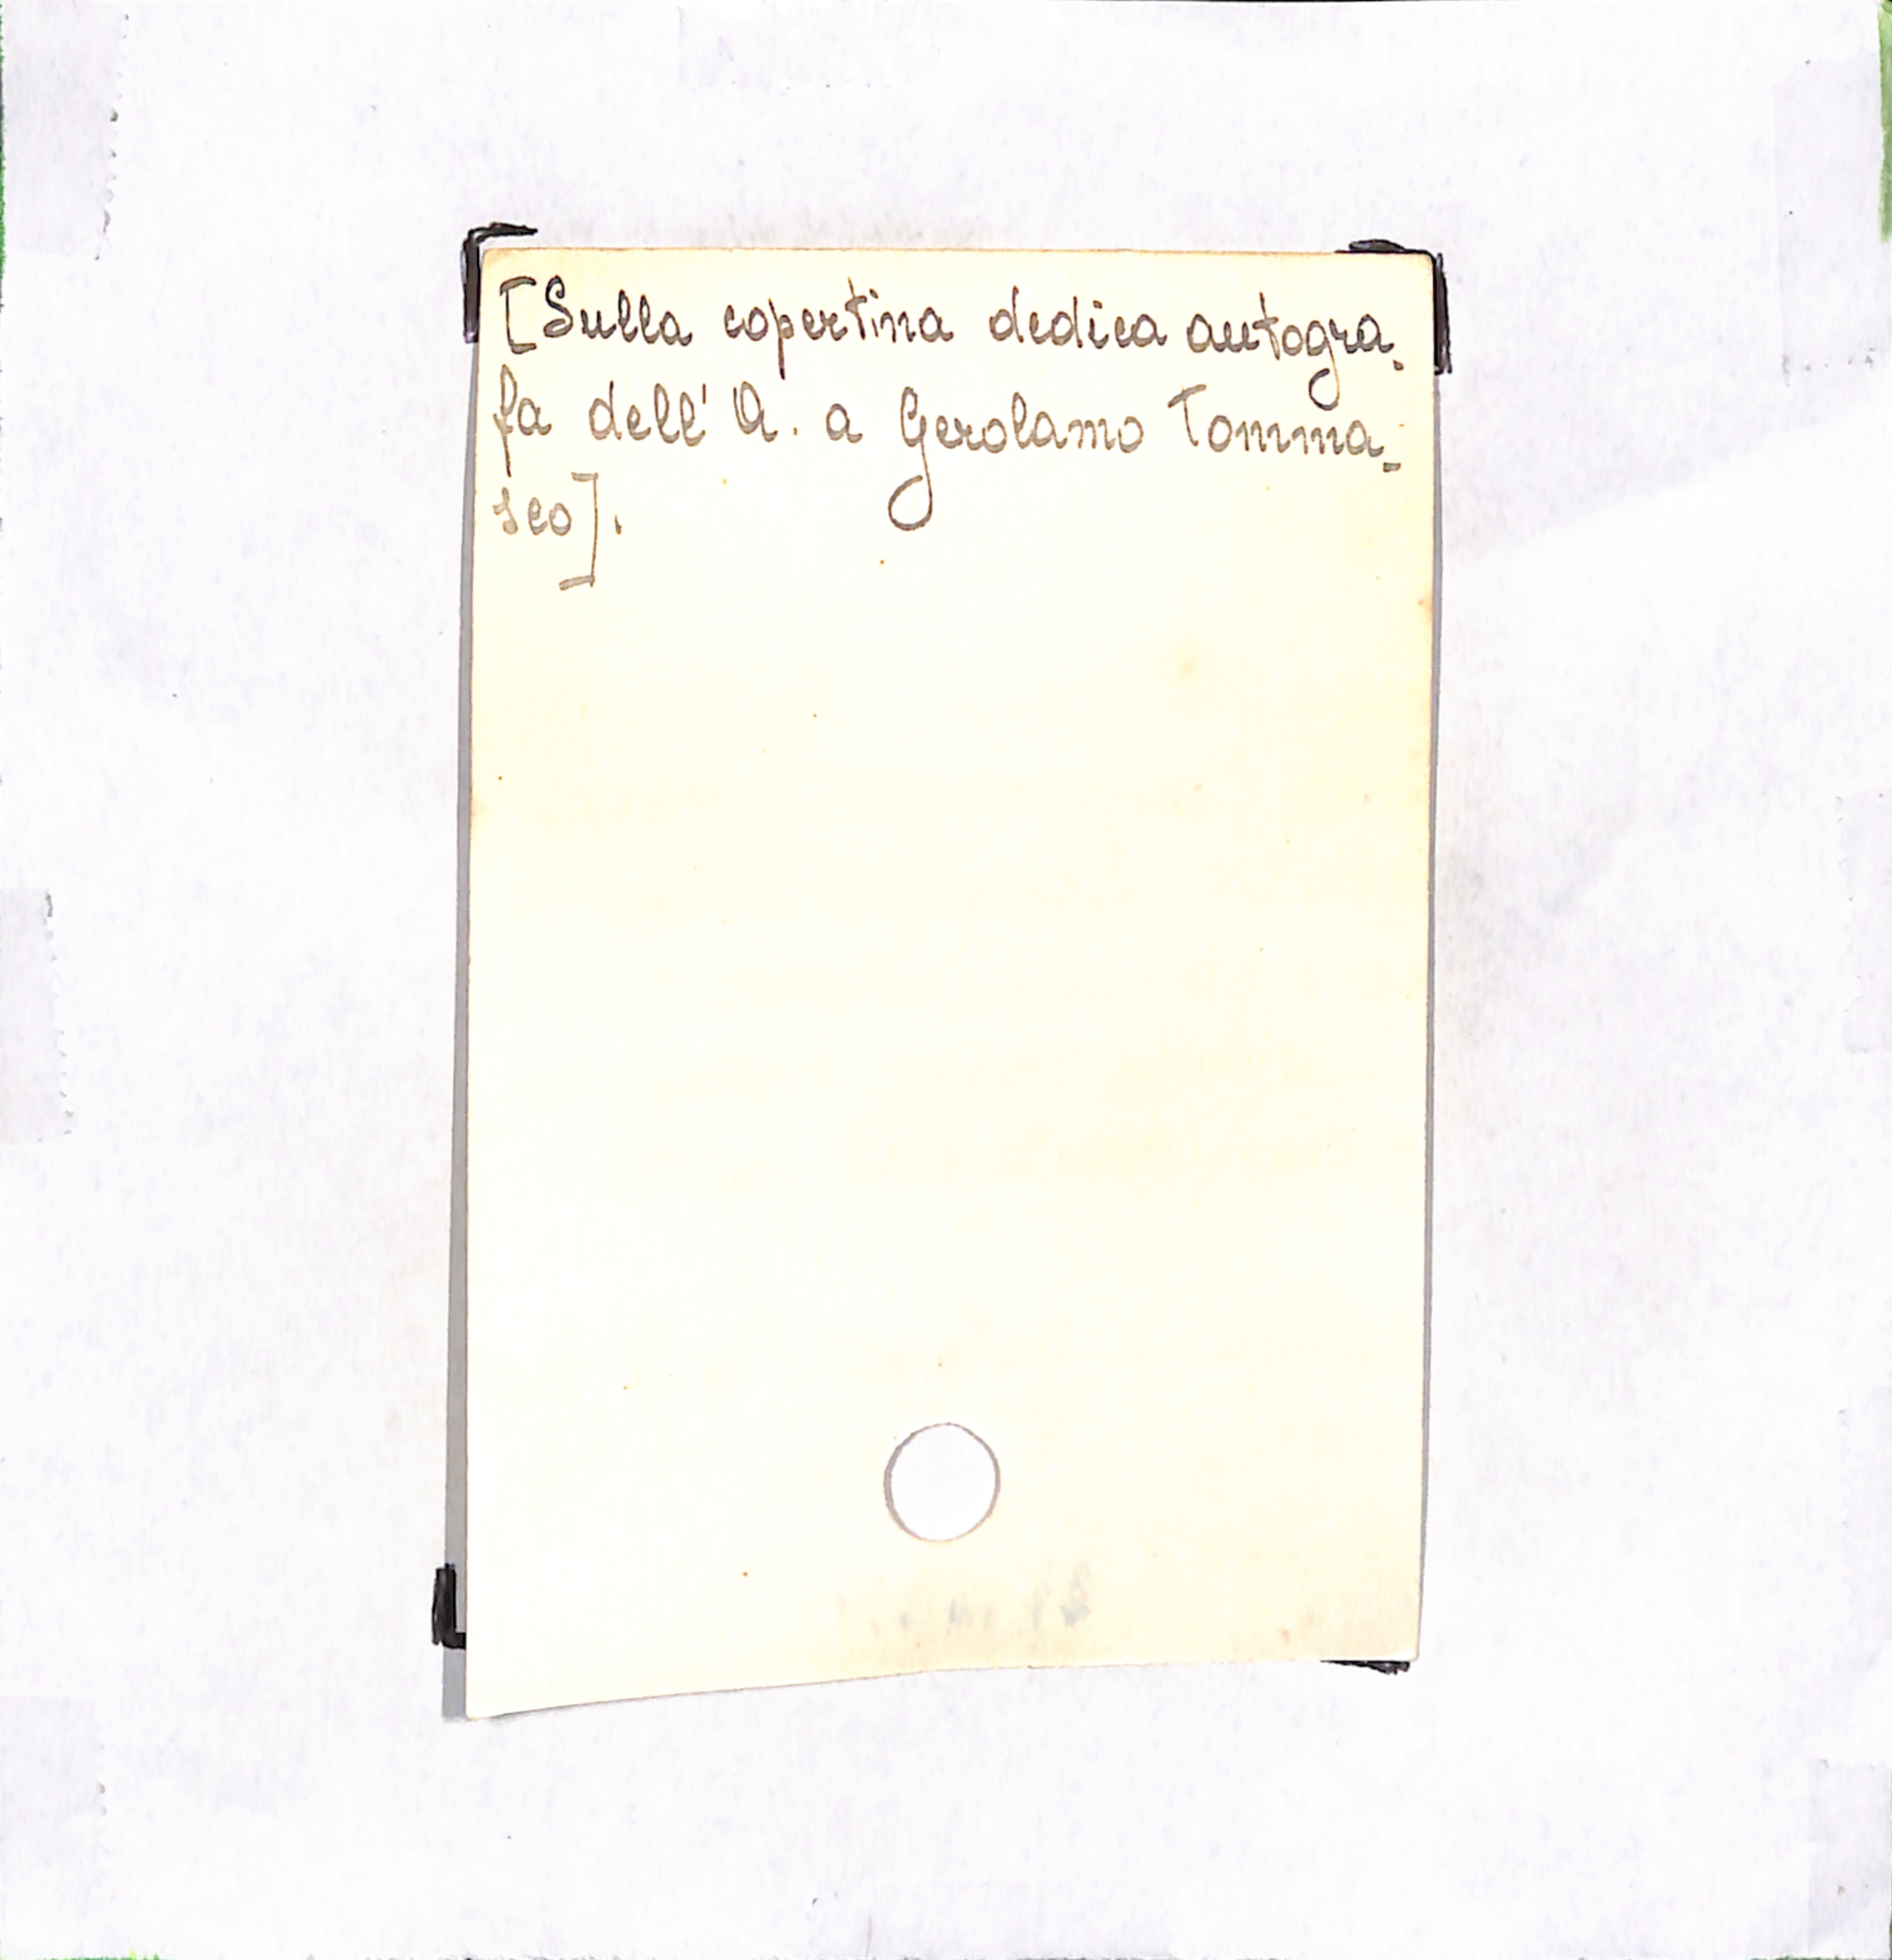 [Sulla copertina dedica autogra-
fa dell' A. a Gerolamo Tomma-
seo].